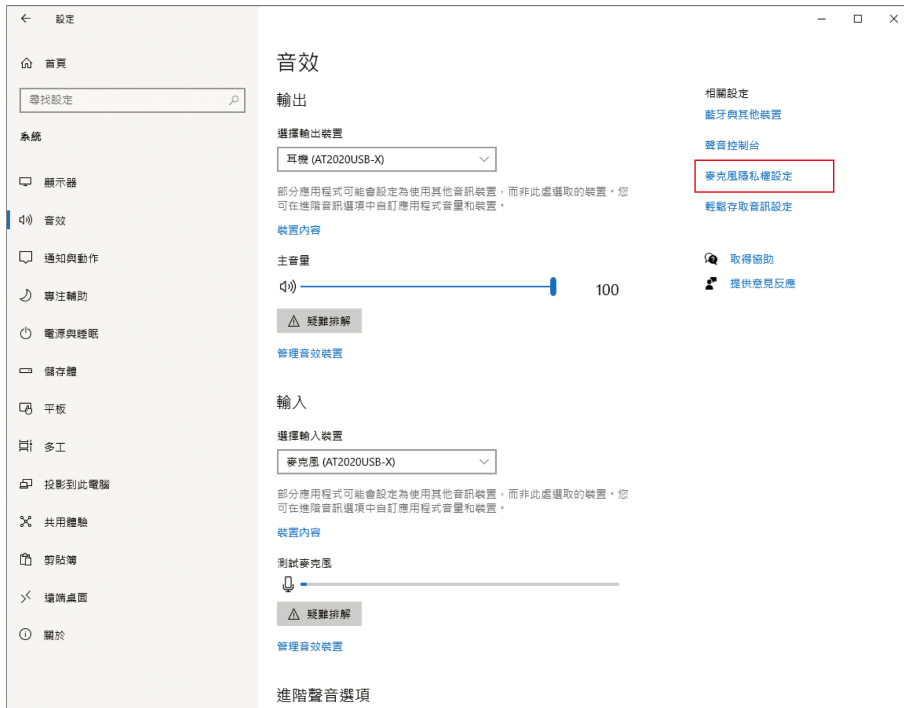 設定
首頁
尋找設定
系統
顯示器
音效
通知與動作
專注輔助
電源與睡眠
儲存體
平板
多工
投影到此電腦
共用體驗
剪貼簿
遠端桌面
關於
音效
輸出
選擇輸出裝置
耳機 (AT2020USB-X)
部分應用程式可能會設定為使用其他音訊裝置，而非此處選取的裝置。您
可在進階音訊選項中自訂應用程式音量和裝置。
裝置內容
主音量
100
疑難排解
管理音效裝置
輸入
選擇輸入裝置
麥克風 (AT2020USB-X)
部分應用程式可能會設定為使用其他音訊裝置，而非此處選取的裝置。您
可在進階音訊選項中自訂應用程式音量和裝置。
裝置內容
測試麥克風
疑難排解
管理音效裝置
進階聲音選項
相關設定
藍牙與其他裝置
聲音控制台
麥克風隱私權設定
輕鬆存取音訊設定
取得協助
提供意見反應